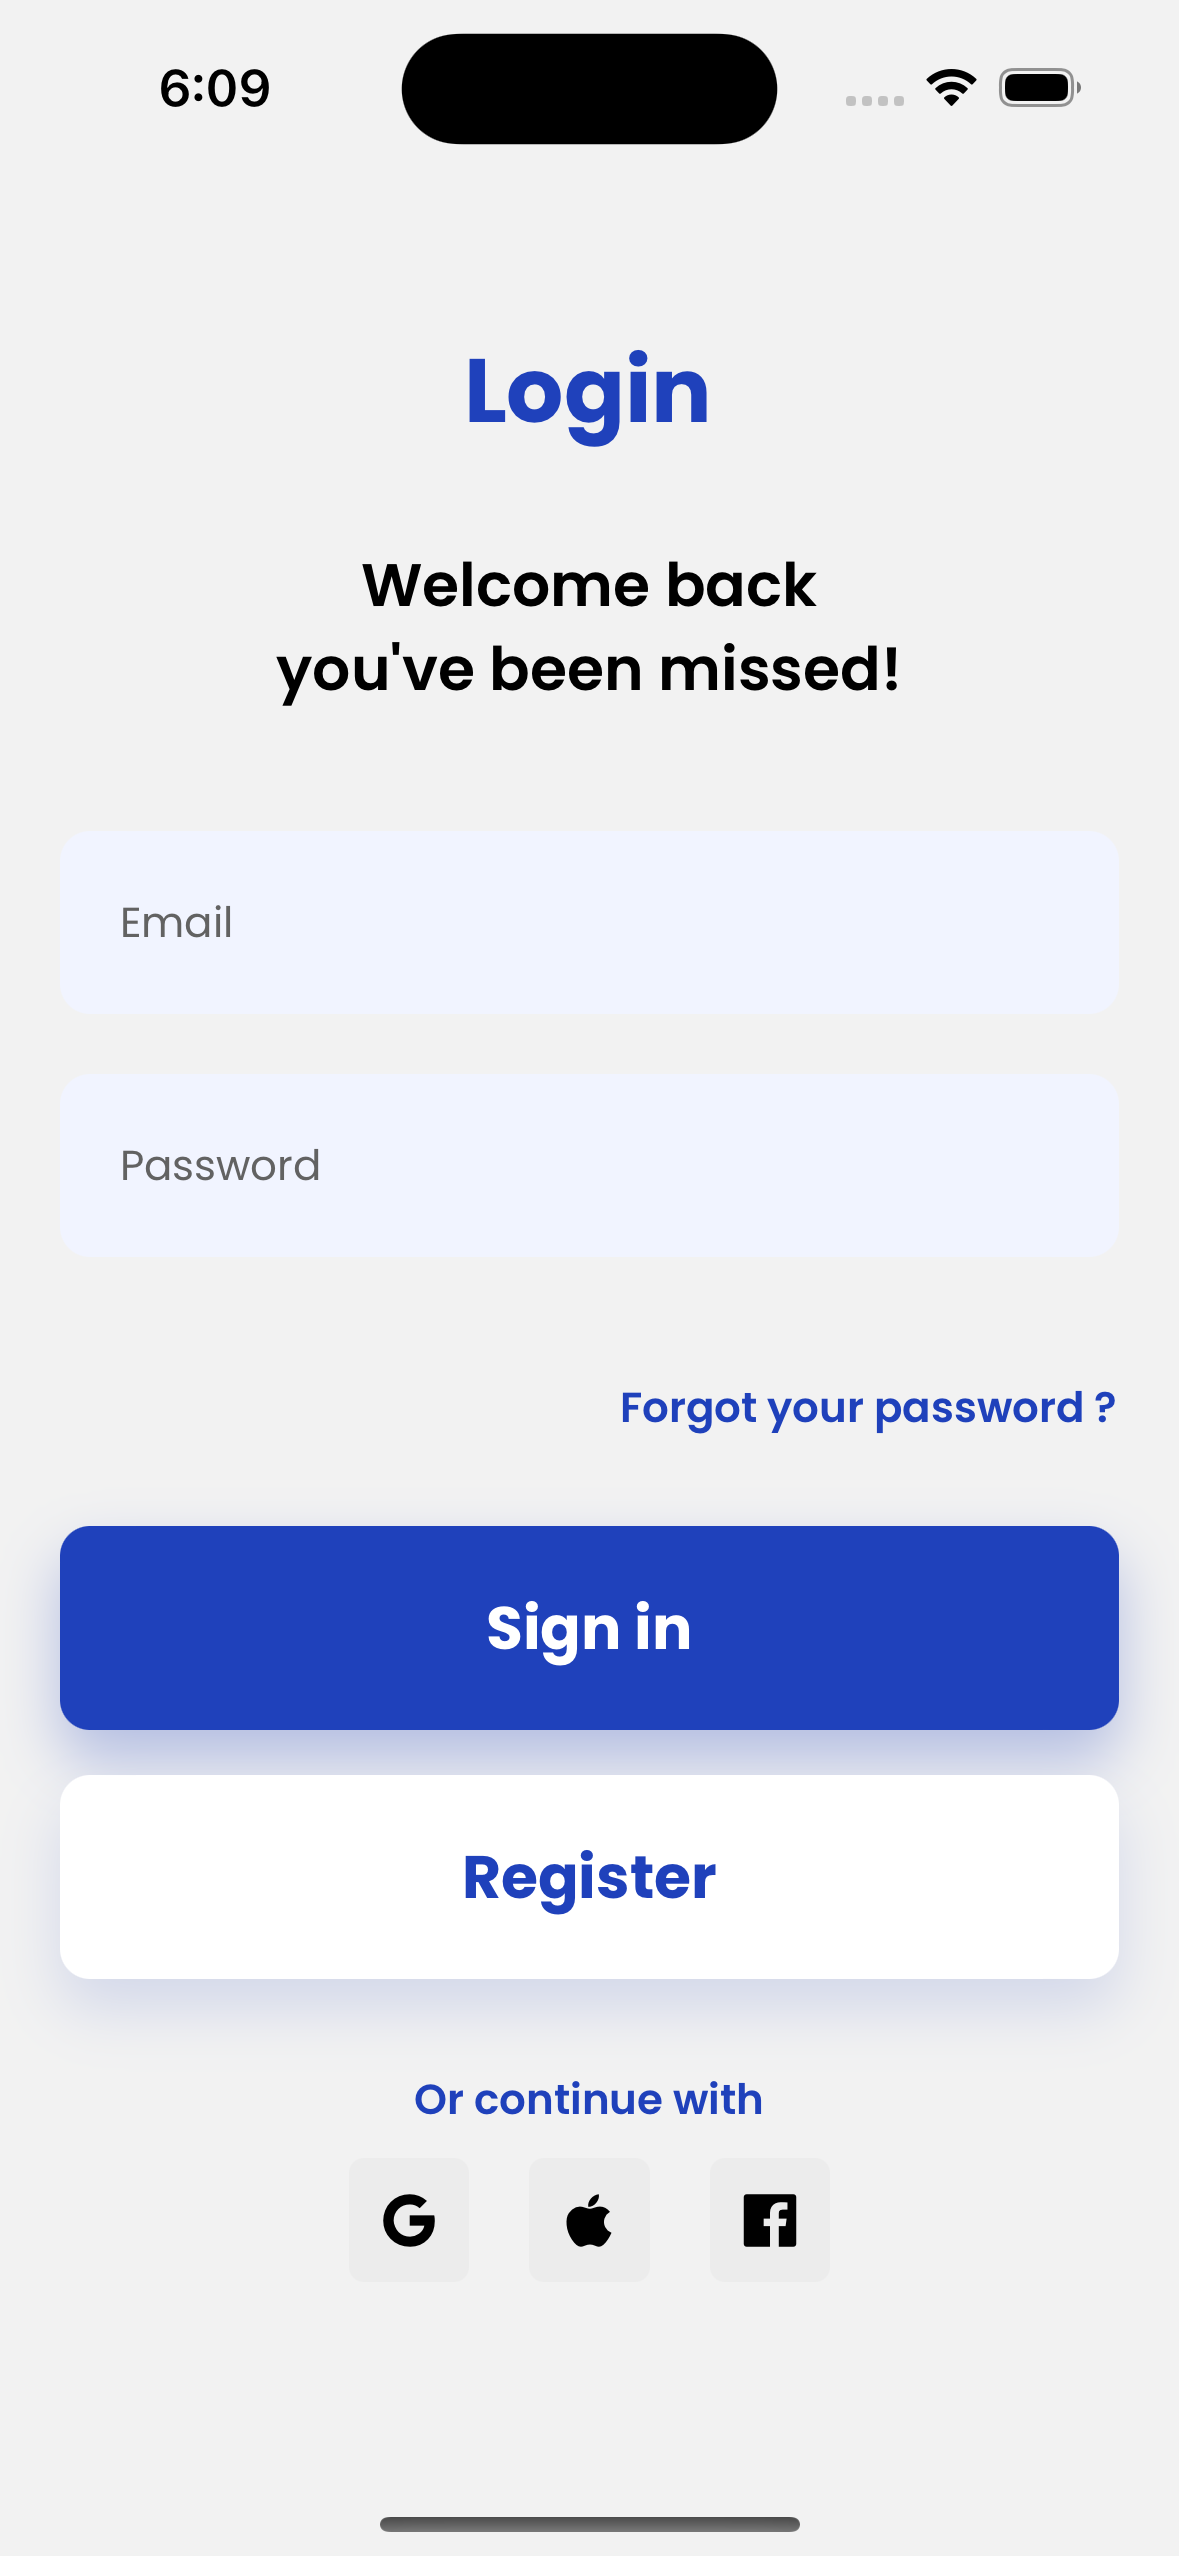 6:09
Login
Welcome back
you've been missed!
Email
Password
Forgot your password ?
Sign in
Register
Or continue with